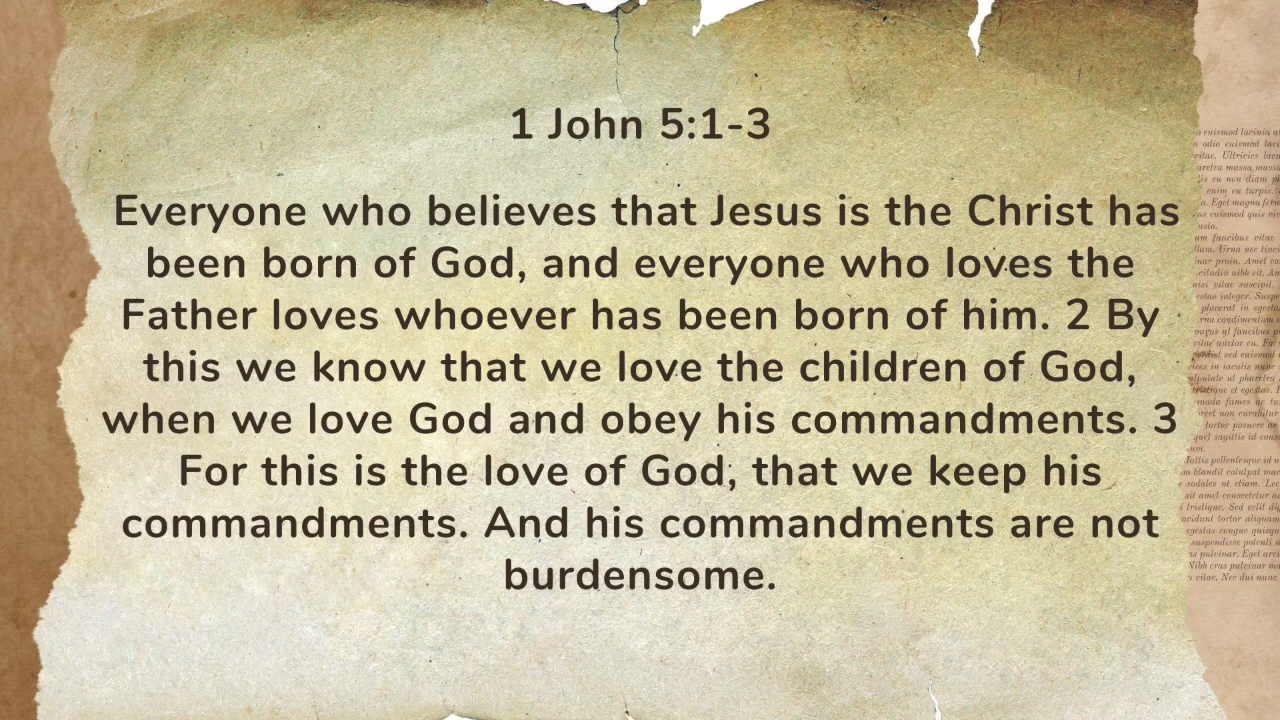 1 John 5:1-3
Everyone who believes that Jesus is the Christ has
been born of God, and everyone who loves the
Father loves whoever has been born of him. 2 By
this we know that we love the children of God,
when we love God and obey his commandments. 3
For this is the love of God, that we keep his
commandments. And his commandments are not
burdensome.